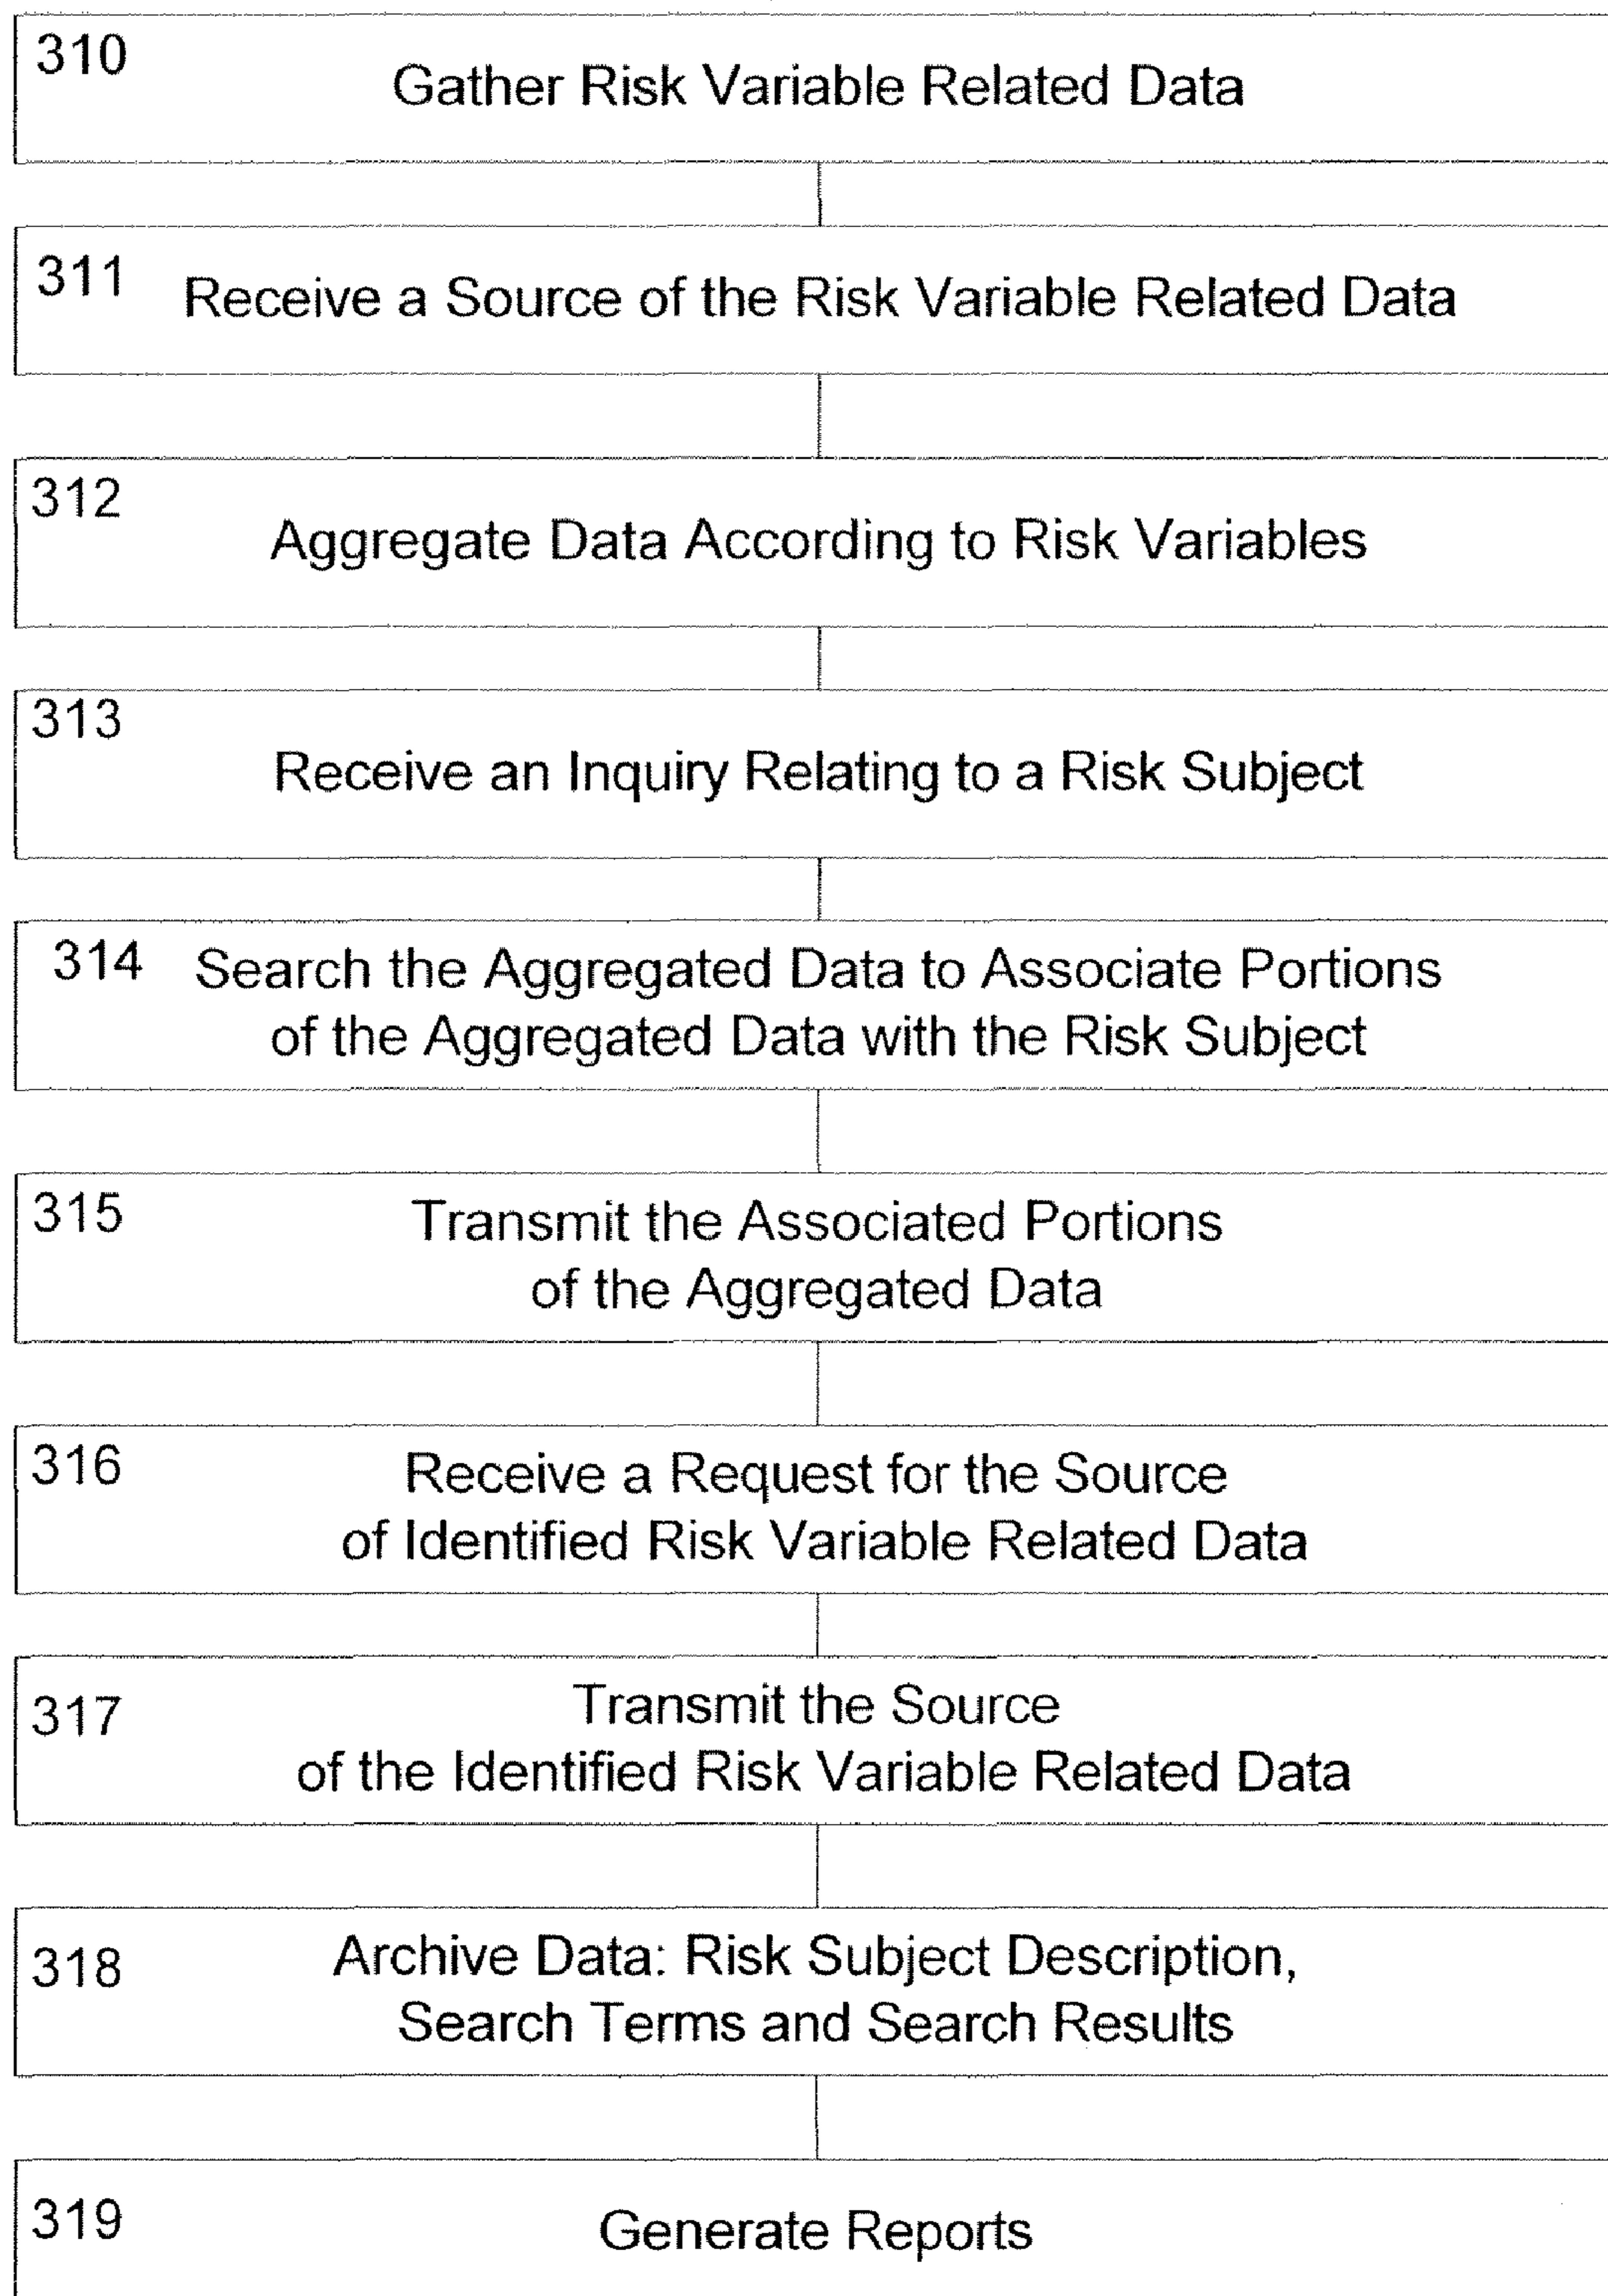 310
Gather Risk Variable Related Data
311
Receive a Source of the Risk Variable Related Data
312
Aggregate Data According to Risk Variables
313
Receive an Inquiry Relating to a Risk Subject
314
Search the Aggregated Data to Associate Portions
of the Aggregated Data with the Risk Subject
315
Transmit the Associated Portions
of the Aggregated Data
316
Receive a Request for the Source
of Identified Risk Variable Related Data
317
Transmit the Source
of the Identified Risk Variable Related Data
318
Archive Data: Risk Subject Description,
Search Terms and Search Results
319
Generate Reports